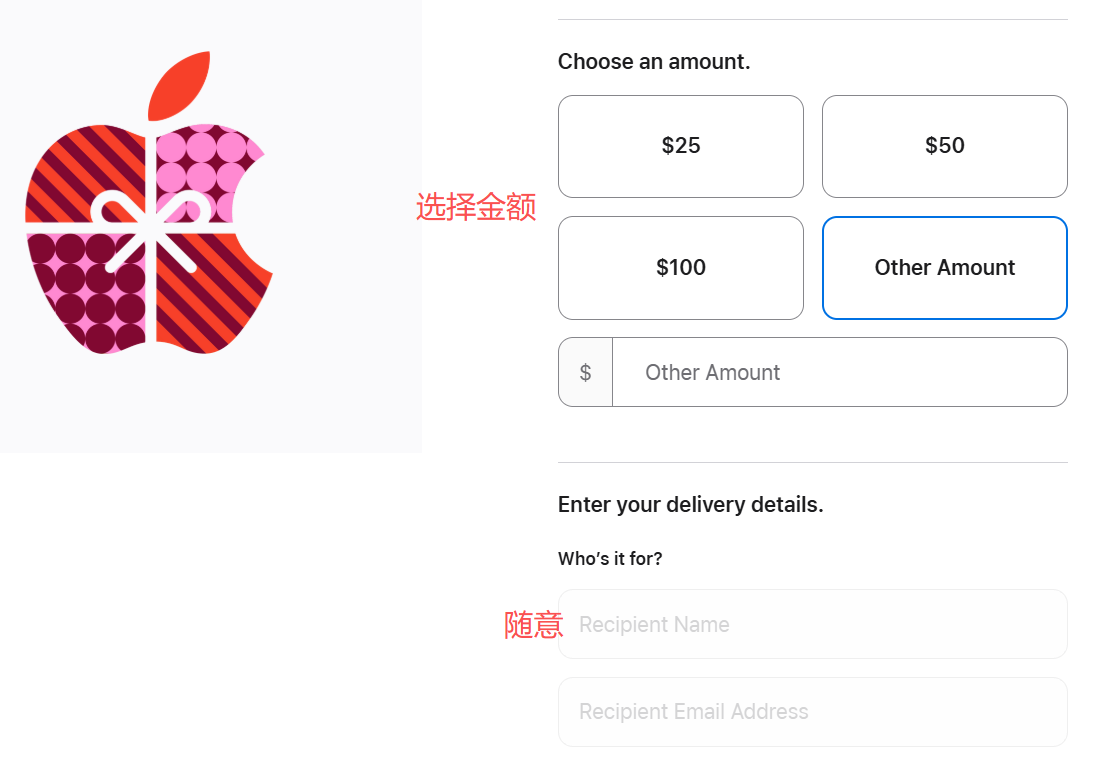 Choose an amount.
$25
$50
选择金额
$100
Other Amount
$ Other Amount
Enter your delivery details.
Who's it for?
随意
Recipient Name
Recipient Email Address